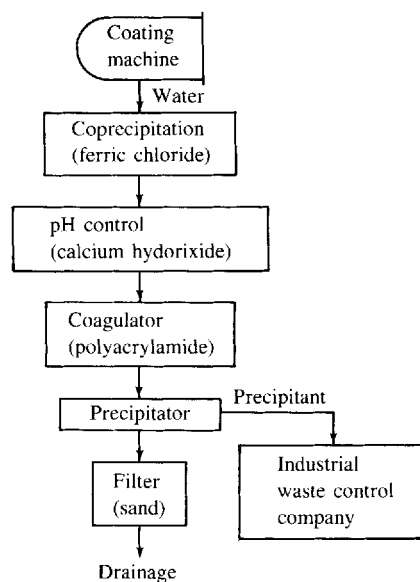 Coating
machine
Water
Coprecipitation
(ferric chloride)
pH control
(calcium hydorixide)
Coagulator
(polyacrylamide)
Precipitator
Precipitant
Filter
(sand)
Industrial
waste control
company
Drainage